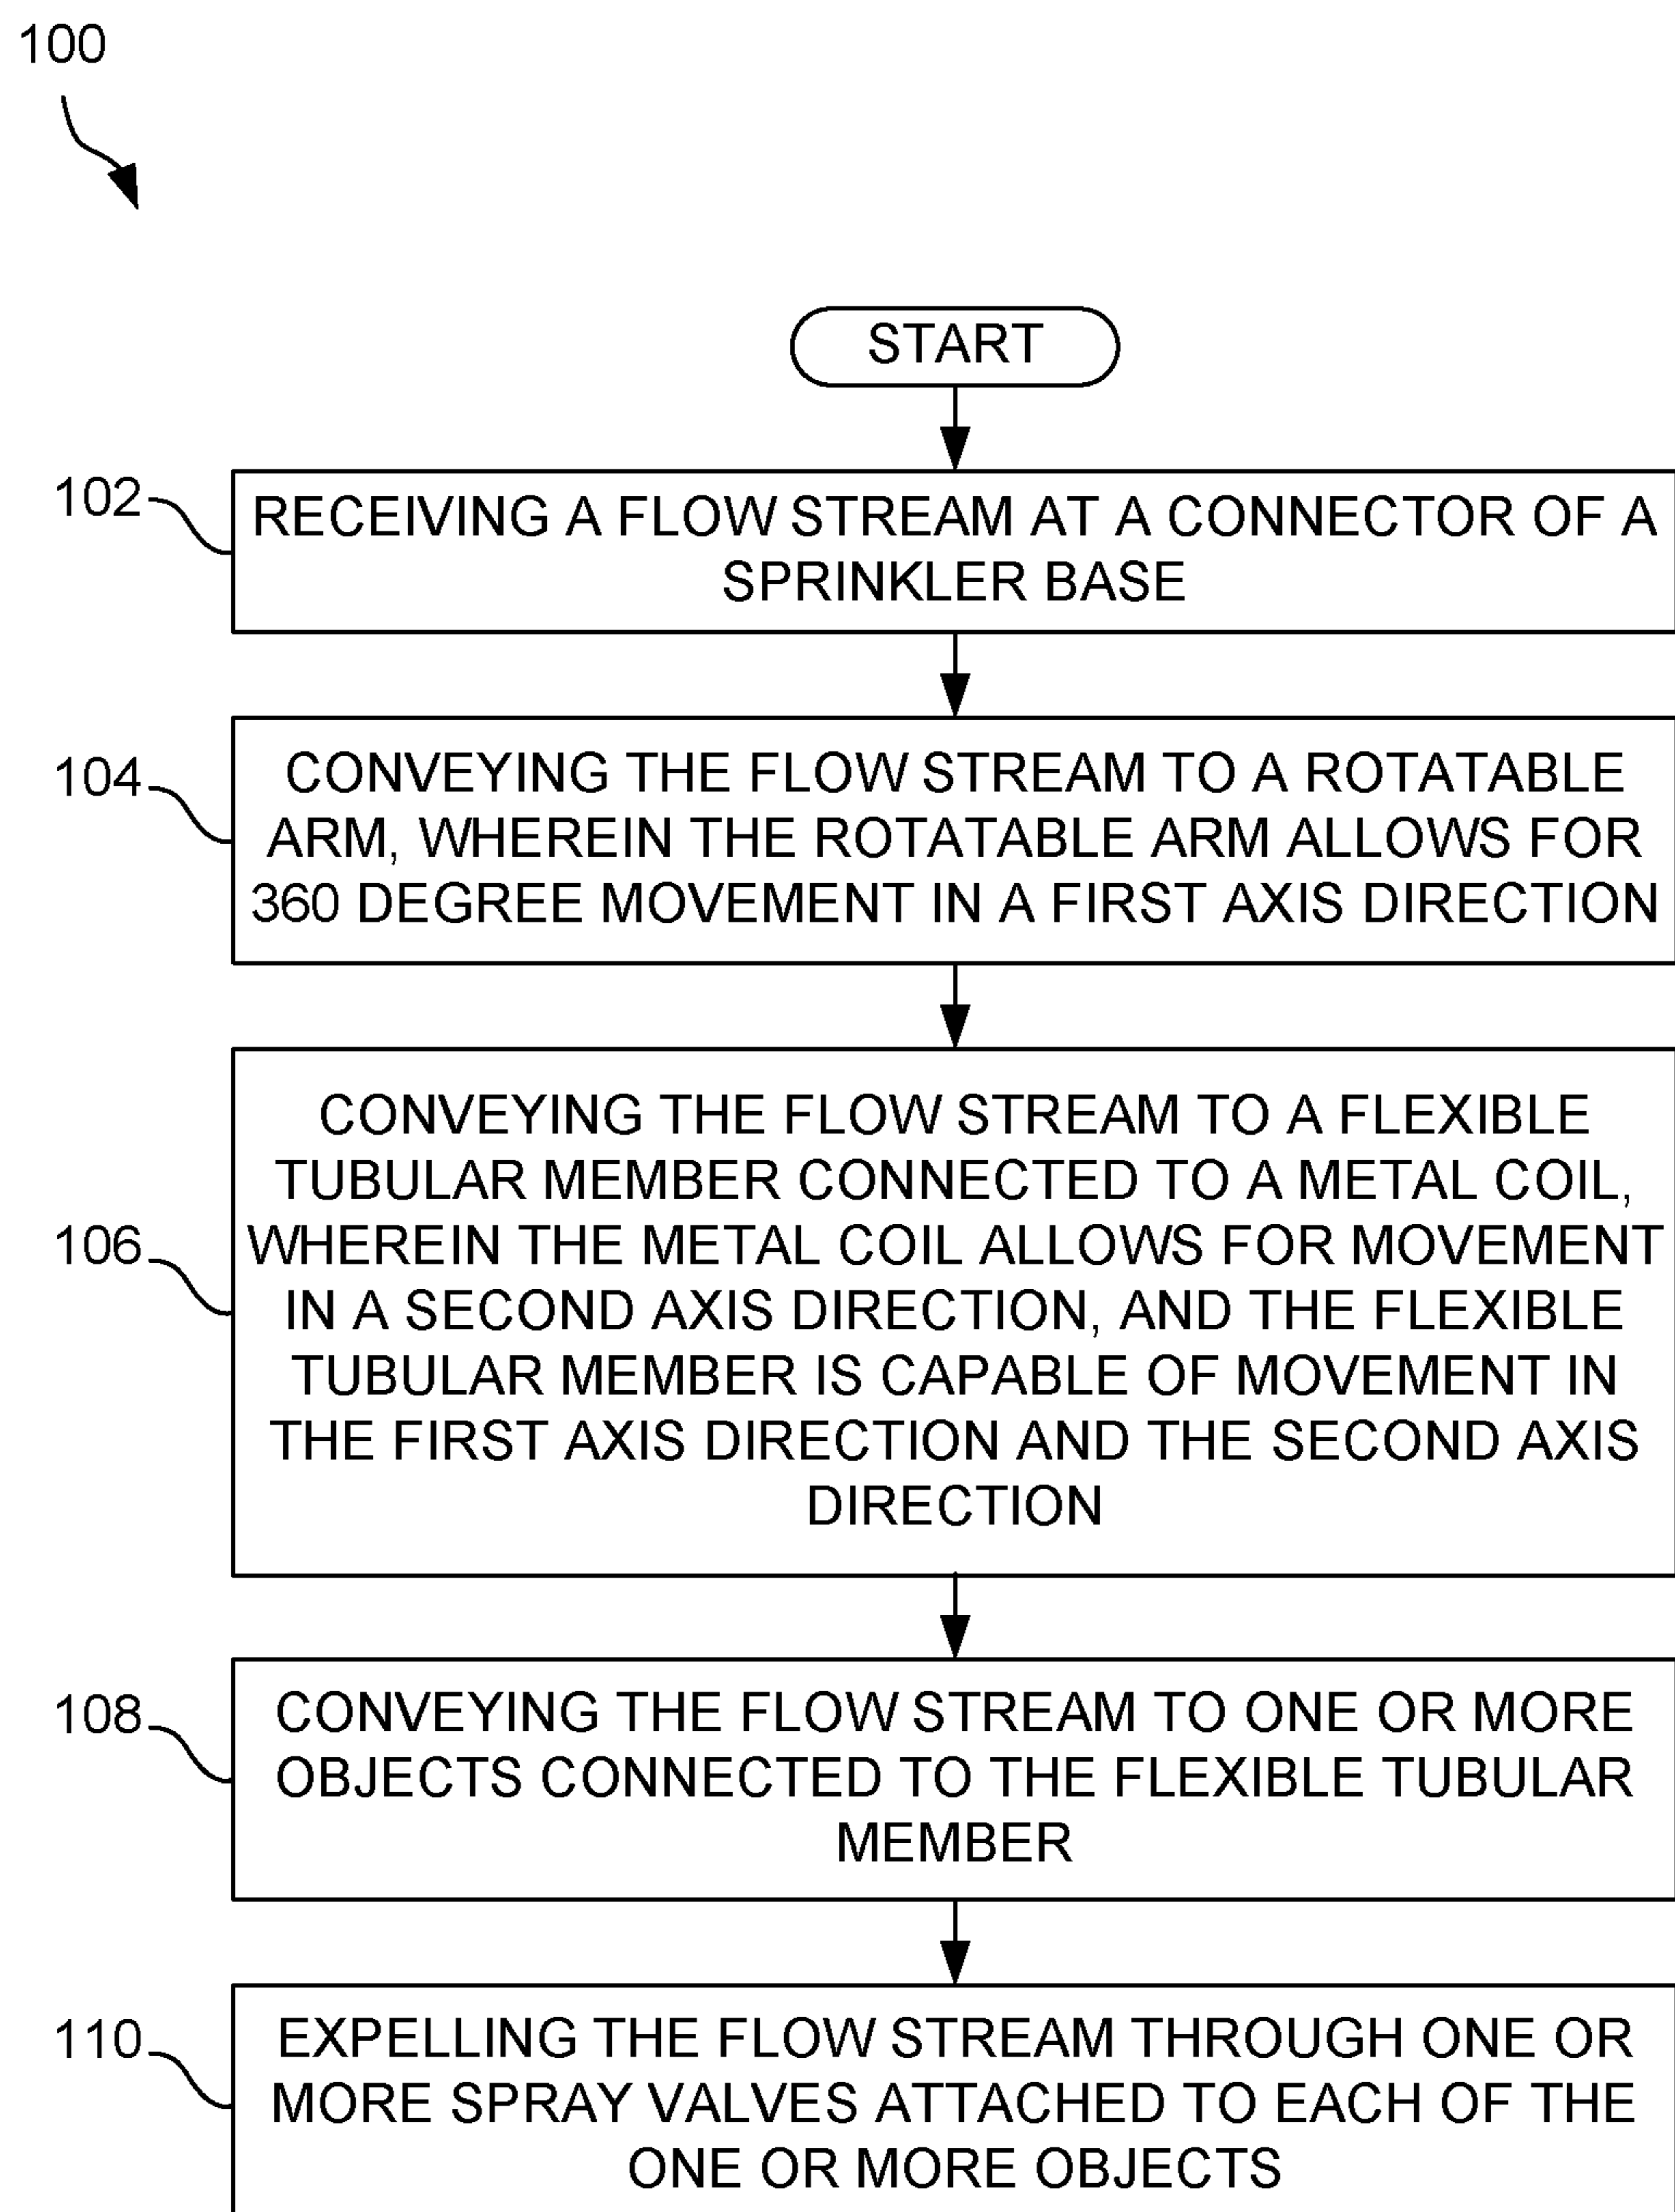 100
START
102
RECEIVING A FLOW STREAM AT A CONNECTOR OF A
SPRINKLER BASE
104
CONVEYING THE FLOW STREAM TO A ROTATABLE
ARM, WHEREIN THE ROTATABLE ARM ALLOWS FOR
360 DEGREE MOVEMENT IN A FIRST AXIS DIRECTION
106
CONVEYING THE FLOW STREAM TO A FLEXIBLE
TUBULAR MEMBER CONNECTED TO A METAL COIL,
WHEREIN THE METAL COIL ALLOWS FOR MOVEMENT
IN A SECOND AXIS DIRECTION, AND THE FLEXIBLE
TUBULAR MEMBER IS CAPABLE OF MOVEMENT IN
THE FIRST AXIS DIRECTION AND THE SECOND AXIS
DIRECTION
108
CONVEYING THE FLOW STREAM TO ONE OR MORE
OBJECTS CONNECTED TO THE FLEXIBLE TUBULAR
MEMBER
110
EXPELLING THE FLOW STREAM THROUGH ONE OR
MORE SPRAY VALVES ATTACHED TO EACH OF THE
ONE OR MORE OBJECTS